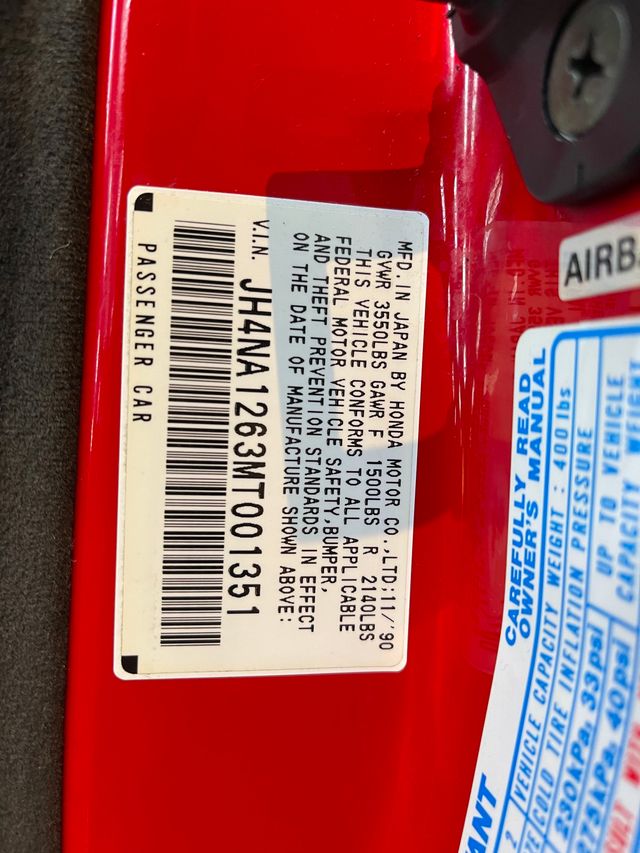 MFD.IN JAPAN BY HONDA MOTOR CO.,LTD;11/'90
GVWR 3550LBS GAWR F 1500LBS R 2140LBS
THIS VEHICLE CONFORMS TO ALL APPLICABLE
FEDERAL MOTOR VEHICLE SAFETY,BUMPER,
AND THEFT PREVENTION STANDARDS IN EFFECT
ON THE DATE OF MANUFACTURE SHOWN ABOVE:
V.I.N. JH4NA1263MT001351
PASSENGER CAR
AIRB
CAREFULLY READ
OWNER'S MANUAL
2 VEHICLE CAPACITY WEIGHT : 400 lbs
COLD TIRE INFLATION PRESSURE
UP TO VEHICLE
CAPACITY WEIGHT
230kPa, 33psi
275kPa, 40psi